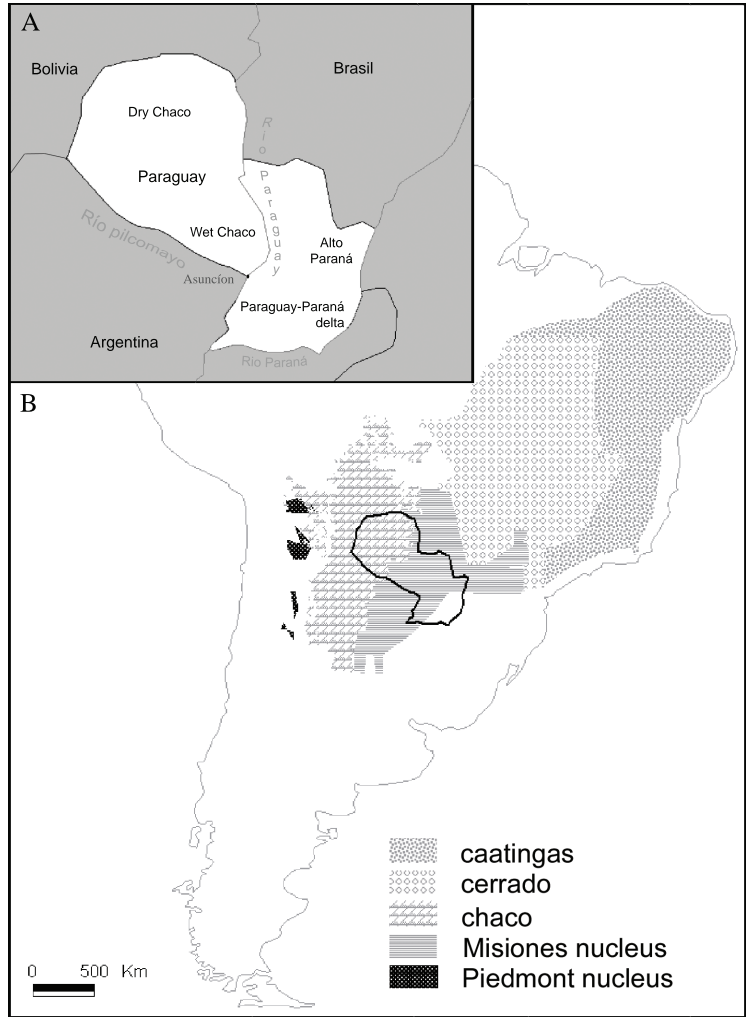 A
Bolivia
Brasil
Dry Chaco
Río Paraguay
Paraguay
Río pilcomayo
Wet Chaco
Alto
Paraná
Asuncíon
Paraguay-Paraná
delta
Argentina
Río Paraná
B
caatingas
cerrado
chaco
Misiones nucleus
Piedmont nucleus
0 500 Km